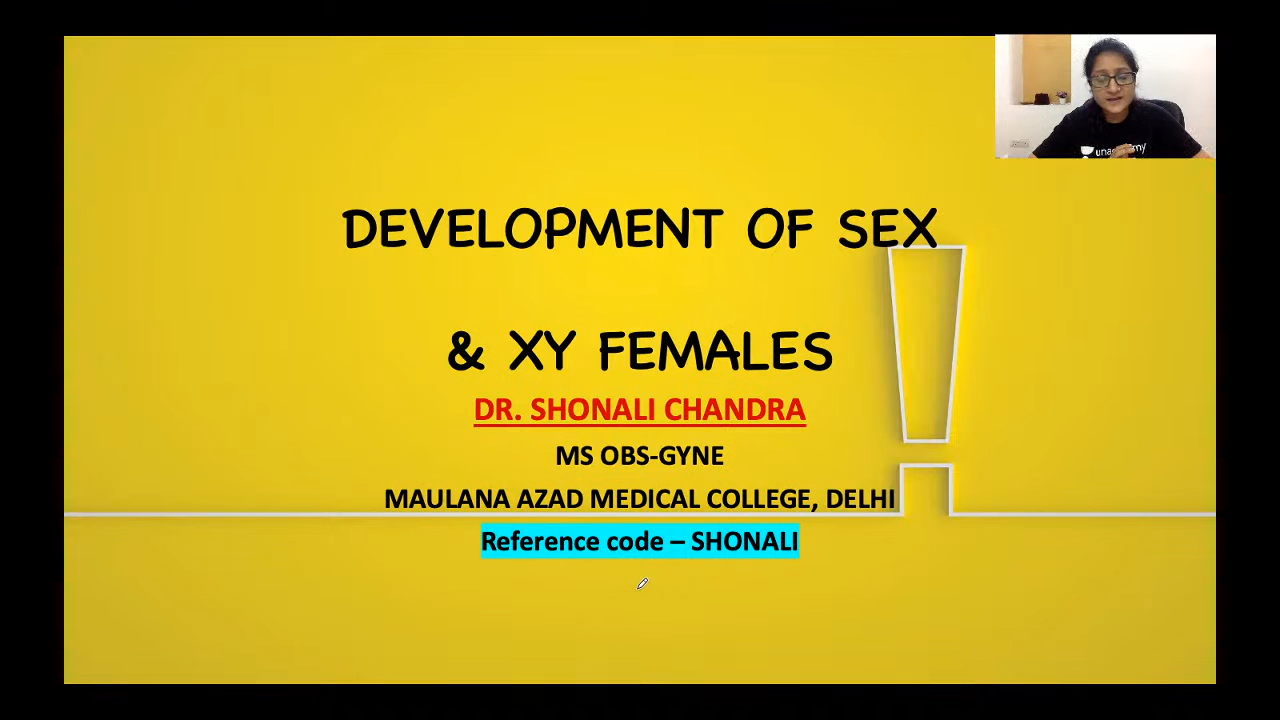 DEVELOPMENT OF SEX
& XY FEMALES
DR. SHONALI CHANDRA
MS OBS-GYNE
MAULANA AZAD MEDICAL COLLEGE, DELHI
Reference code – SHONALI